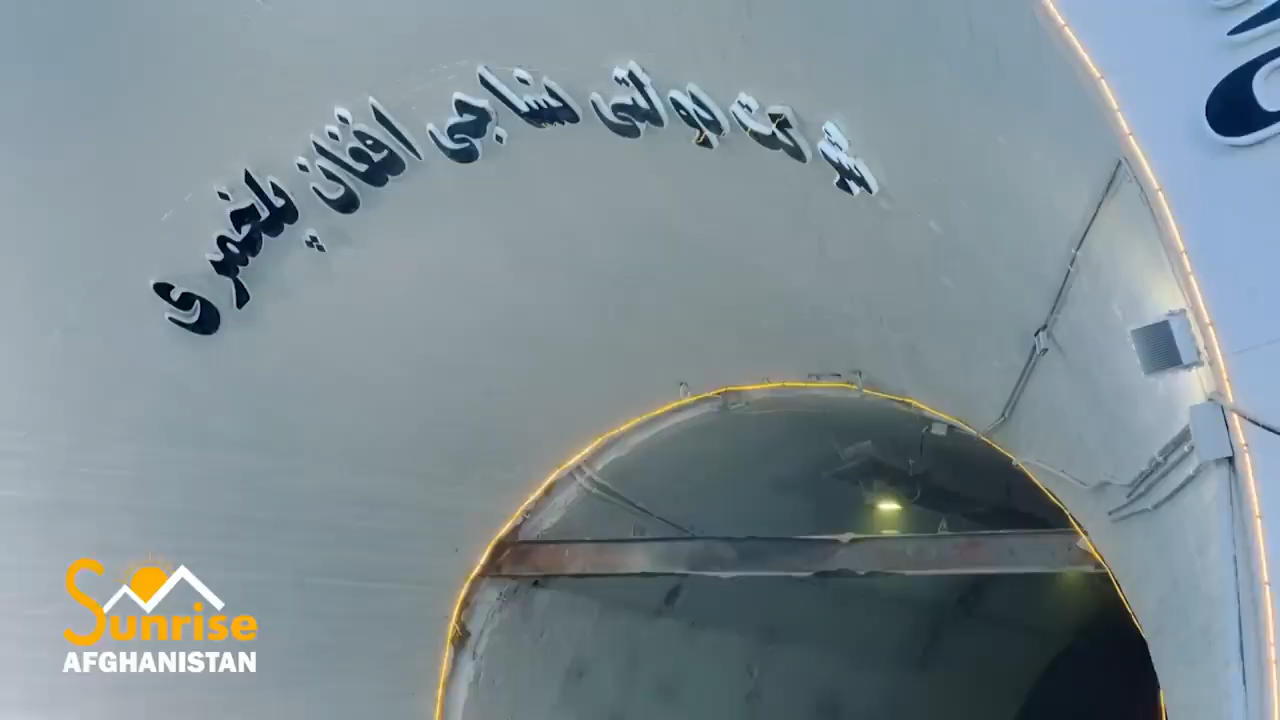 شرکت دولتی نساجی افغان پلخمری
Sunrise
AFGHANISTAN